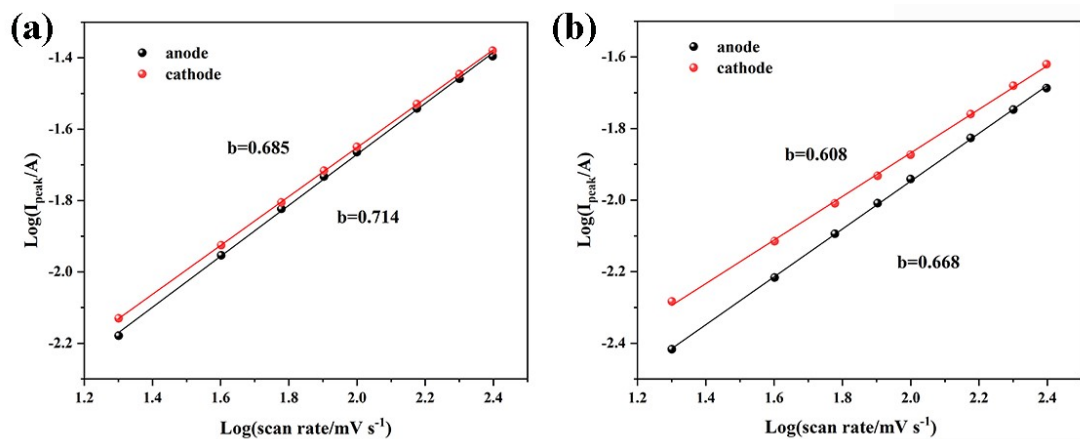 (a)
anode
cathode
b=0.685
b=0.714
-1.4
-1.6
-1.8
-2.0
-2.2
Log(I_peak/A)
1.2 1.4 1.6 1.8 2.0 2.2 2.4
Log(scan rate/mV s⁻¹)
(b)
anode
cathode
b=0.608
b=0.668
-1.6
-1.8
-2.0
-2.2
-2.4
Log(I_peak/A)
1.2 1.4 1.6 1.8 2.0 2.2 2.4
Log(scan rate/mV s⁻¹)